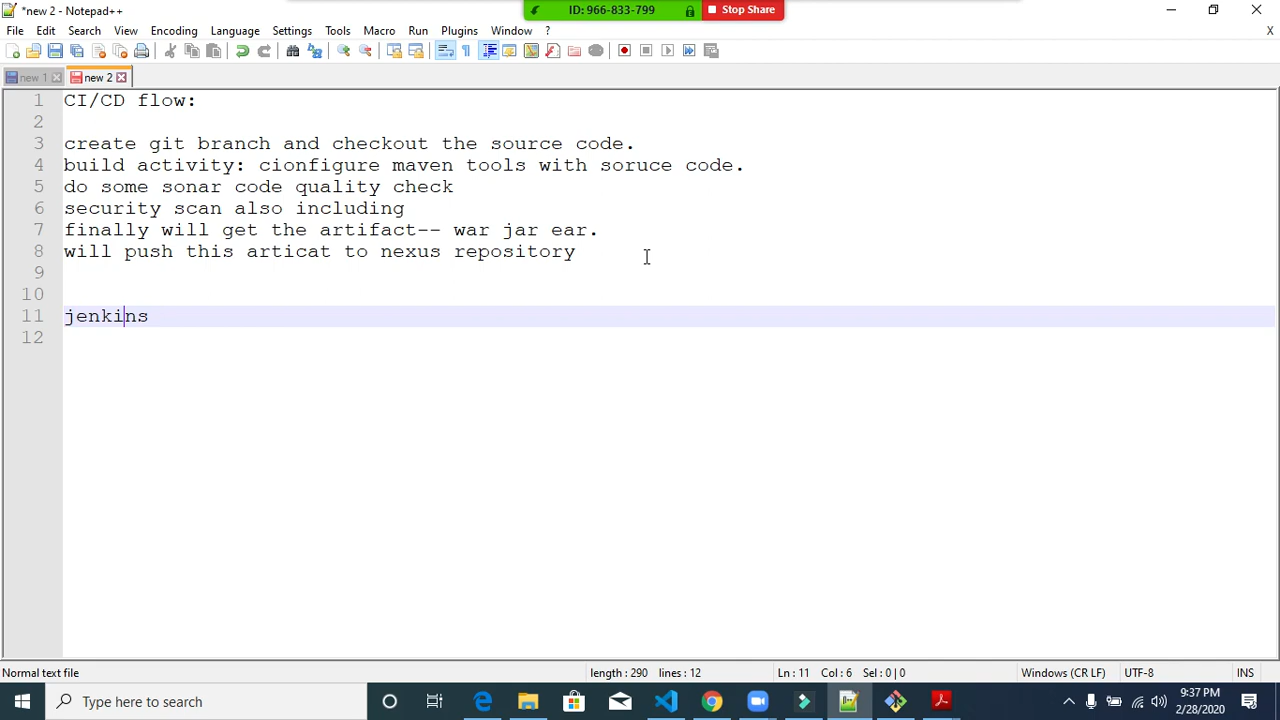 *new 2 - Notepad++
ID: 966-833-799
Stop Share
File Edit Search View Encoding Language Settings Tools Macro Run Plugins Window ?
X
new 1
new 2
1 CI/CD flow:
2
3 create git branch and checkout the source code.
4 build activity: cionfigure maven tools with soruce code.
5 do some sonar code quality check
6 security scan also including
7 finally will get the artifact-- war jar ear.
8 will push this articat to nexus repository
9
10
11 jenkins
12
Normal text file length : 290 lines : 12 Ln : 11 Col : 6 Sel : 0 | 0 Windows (CR LF) UTF-8 INS
Type here to search
9:37 PM
2/28/2020